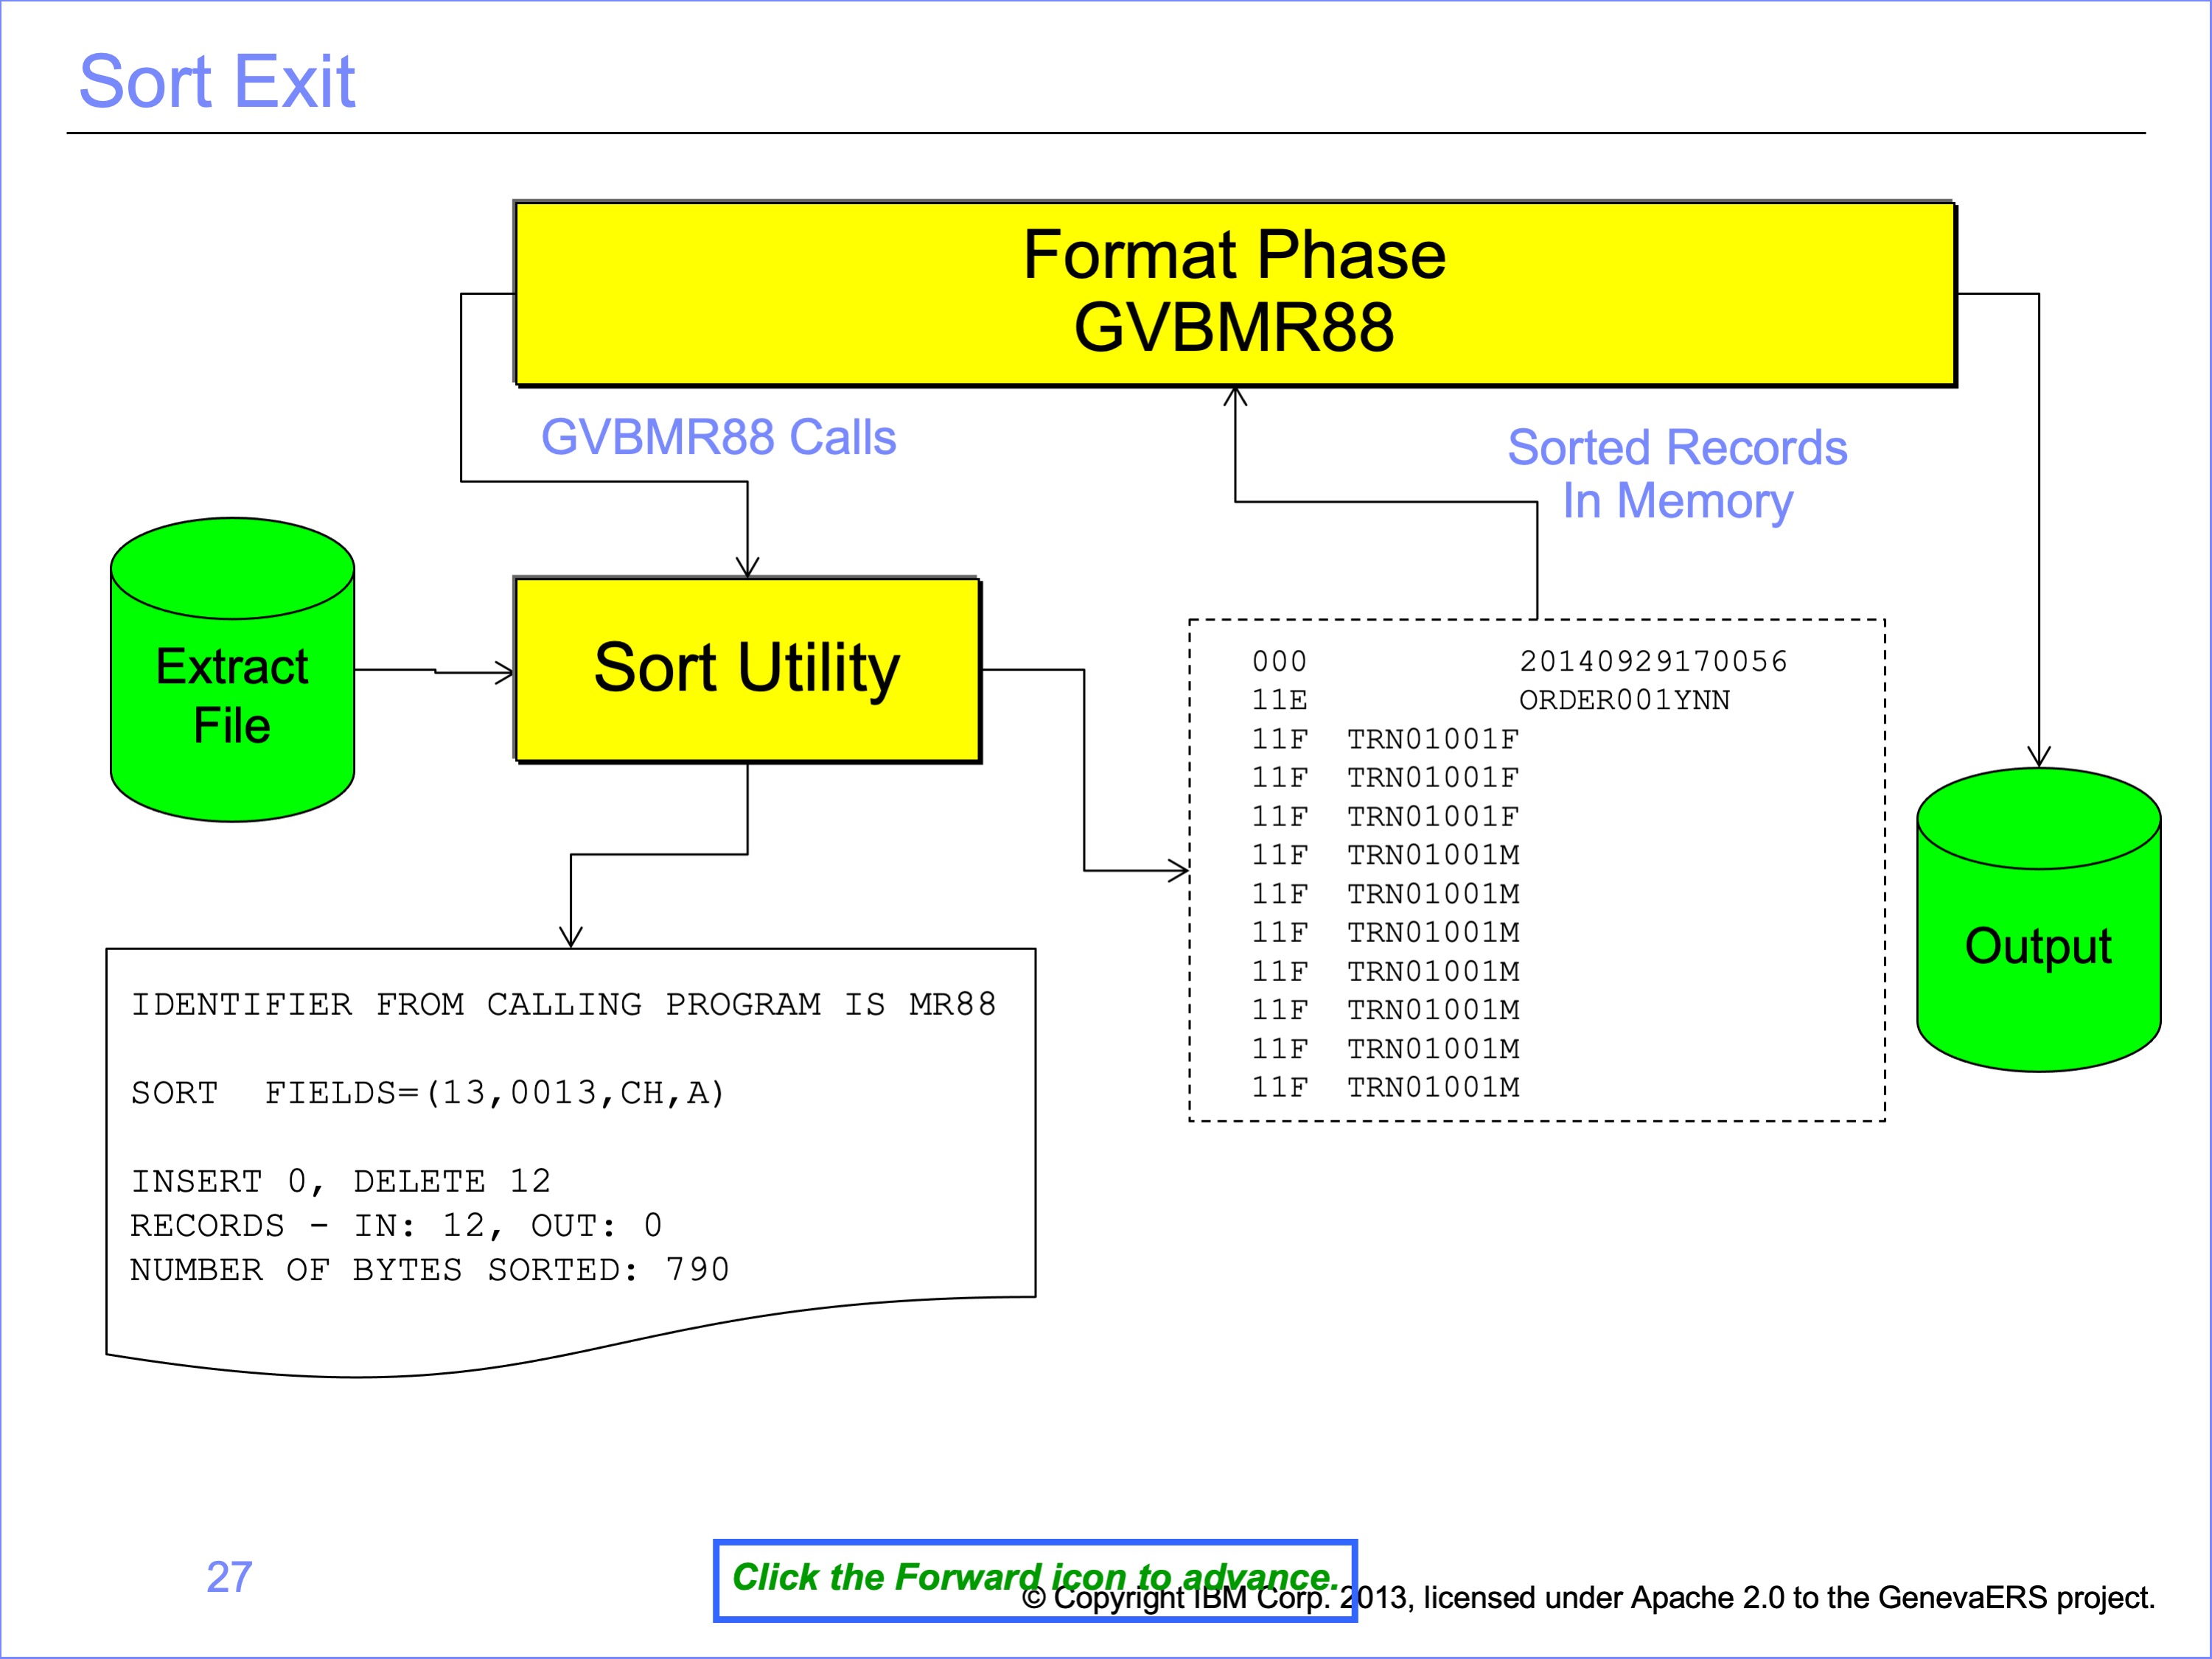 Sort Exit
Format Phase
GVBMR88
GVBMR88 Calls
Sorted Records
In Memory
Extract
File
Sort Utility
000 20140929170056
11E ORDER001YNN
11F TRN01001F
11F TRN01001F
11F TRN01001F
11F TRN01001M
11F TRN01001M
11F TRN01001M
11F TRN01001M
11F TRN01001M
11F TRN01001M
11F TRN01001M
Output
IDENTIFIER FROM CALLING PROGRAM IS MR88
SORT FIELDS=(13,0013,CH,A)
INSERT 0, DELETE 12
RECORDS - IN: 12, OUT: 0
NUMBER OF BYTES SORTED: 790
27
Click the Forward icon to advance.
© Copyright IBM Corp. 2013, licensed under Apache 2.0 to the GenevaERS project.